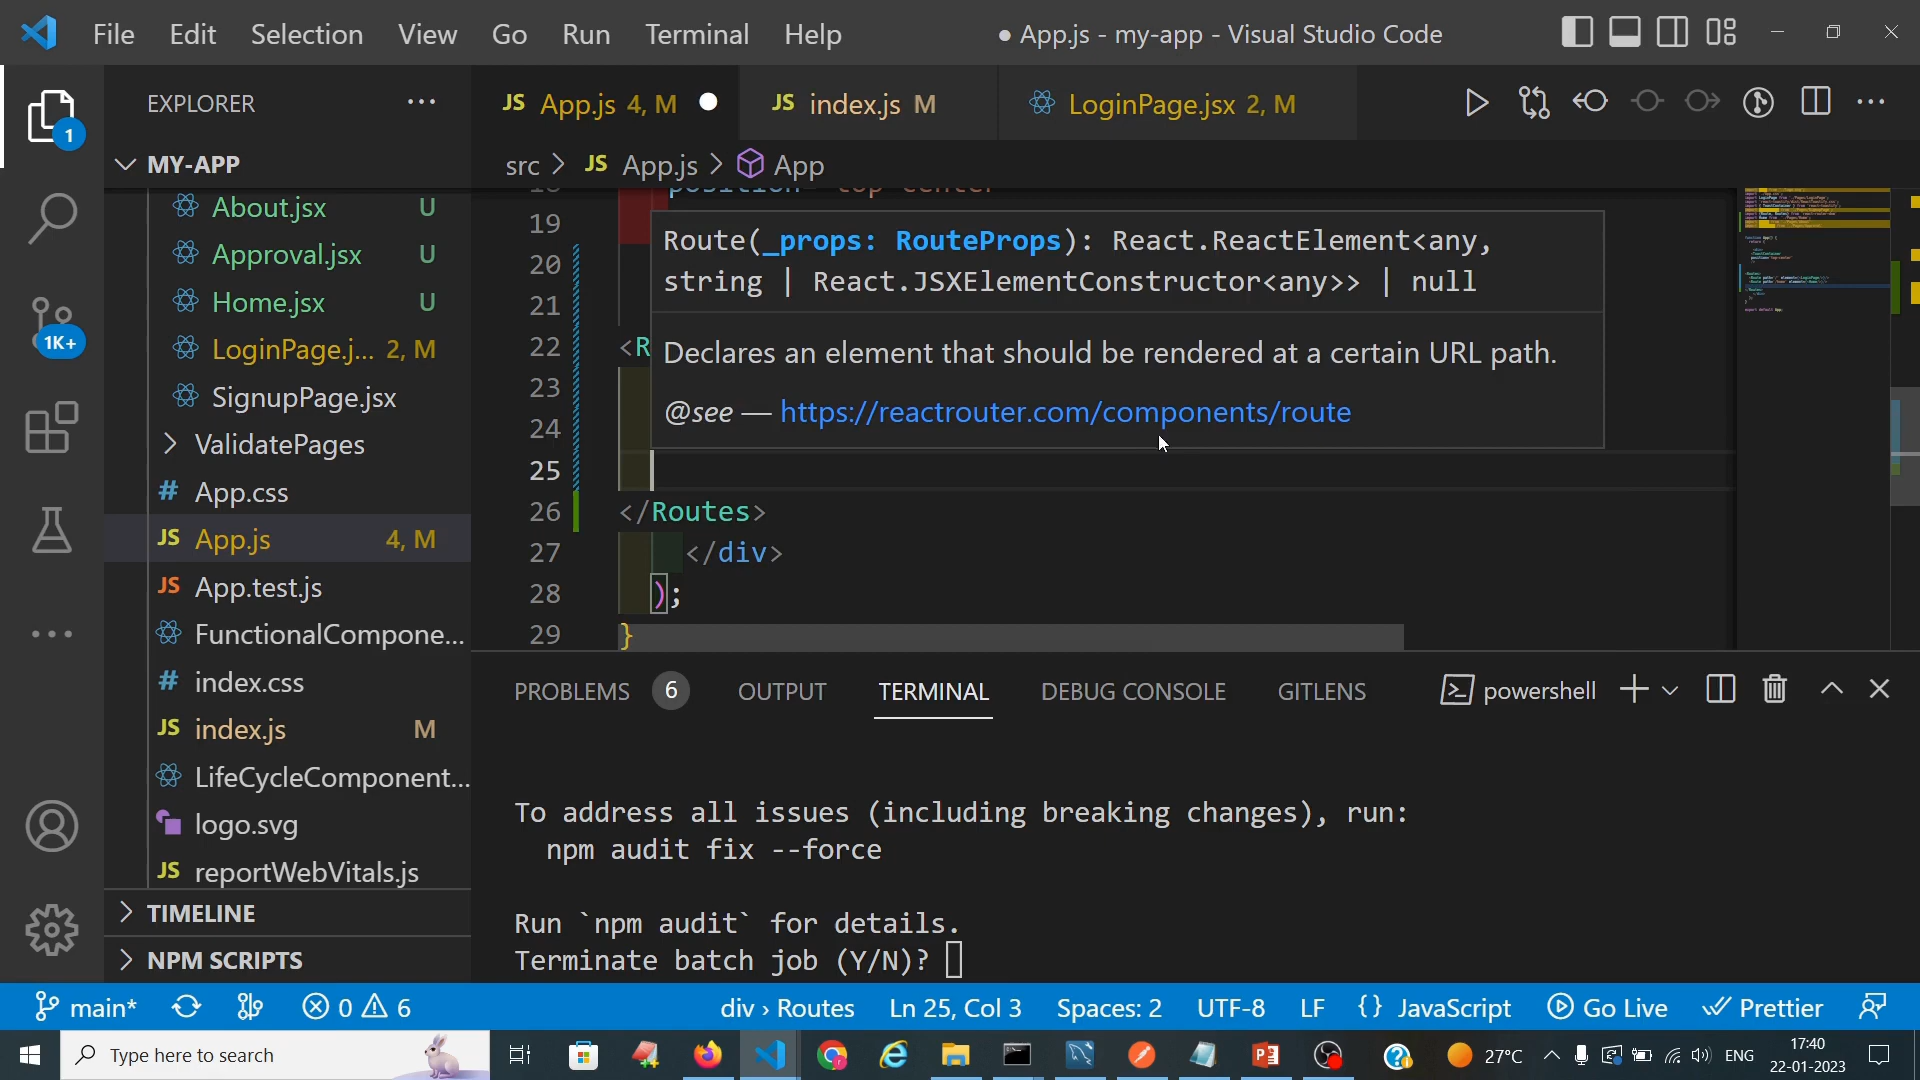 File Edit Selection View Go Run Terminal Help
● App.js - my-app - Visual Studio Code
EXPLORER
JS App.js 4, M
JS index.js M
LoginPage.jsx 2, M
1
MY-APP
src > JS App.js > App
About.jsx U
Approval.jsx U
Home.jsx U
LoginPage.j... 2, M
SignupPage.jsx
ValidatePages
# App.css
JS App.js 4, M
JS App.test.js
FunctionalCompone...
# index.css
JS index.js M
LifeCycleComponent...
logo.svg
JS reportWebVitals.js
TIMELINE
NPM SCRIPTS
1K+
19
20
21
22 <R
23
24
25
26 </Routes>
27 </div>
28 );
29 }
Route(_props: RouteProps): React.ReactElement<any,
string | React.JSXElementConstructor<any>> | null
Declares an element that should be rendered at a certain URL path.
@see — https://reactrouter.com/components/route
PROBLEMS 6 OUTPUT TERMINAL DEBUG CONSOLE GITLENS
powershell
To address all issues (including breaking changes), run:
npm audit fix --force
Run `npm audit` for details.
Terminate batch job (Y/N)?
main* 0 6 div › Routes Ln 25, Col 3 Spaces: 2 UTF-8 LF {} JavaScript Go Live Prettier
Type here to search
27°C ENG
17:40
22-01-2023